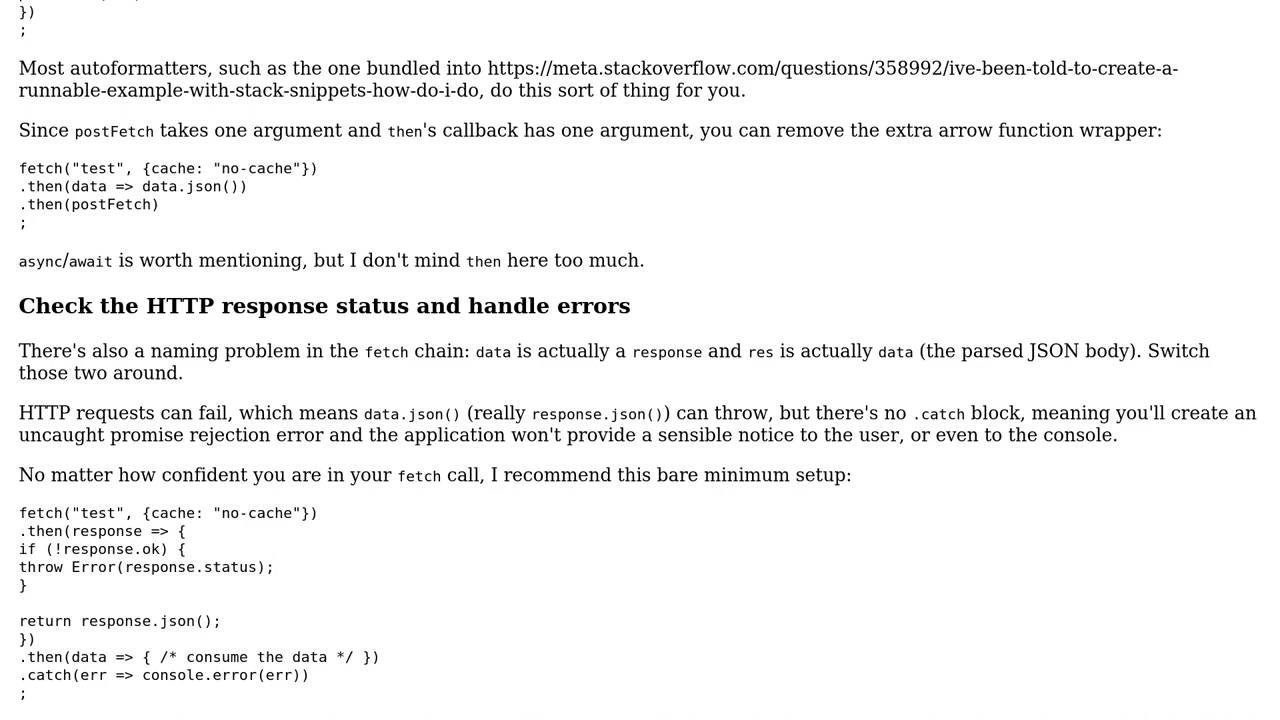 })
;
Most autoformatters, such as the one bundled into https://meta.stackoverflow.com/questions/358992/ive-been-told-to-create-a-
runnable-example-with-stack-snippets-how-do-i-do, do this sort of thing for you.
Since postFetch takes one argument and then's callback has one argument, you can remove the extra arrow function wrapper:
fetch("test", {cache: "no-cache"})
.then(data => data.json())
.then(postFetch)
;
async/await is worth mentioning, but I don't mind then here too much.
Check the HTTP response status and handle errors
There's also a naming problem in the fetch chain: data is actually a response and res is actually data (the parsed JSON body). Switch
those two around.
HTTP requests can fail, which means data.json() (really response.json()) can throw, but there's no .catch block, meaning you'll create an
uncaught promise rejection error and the application won't provide a sensible notice to the user, or even to the console.
No matter how confident you are in your fetch call, I recommend this bare minimum setup:
fetch("test", {cache: "no-cache"})
.then(response => {
if (!response.ok) {
throw Error(response.status);
}
return response.json();
})
.then(data => { /* consume the data */ })
.catch(err => console.error(err))
;